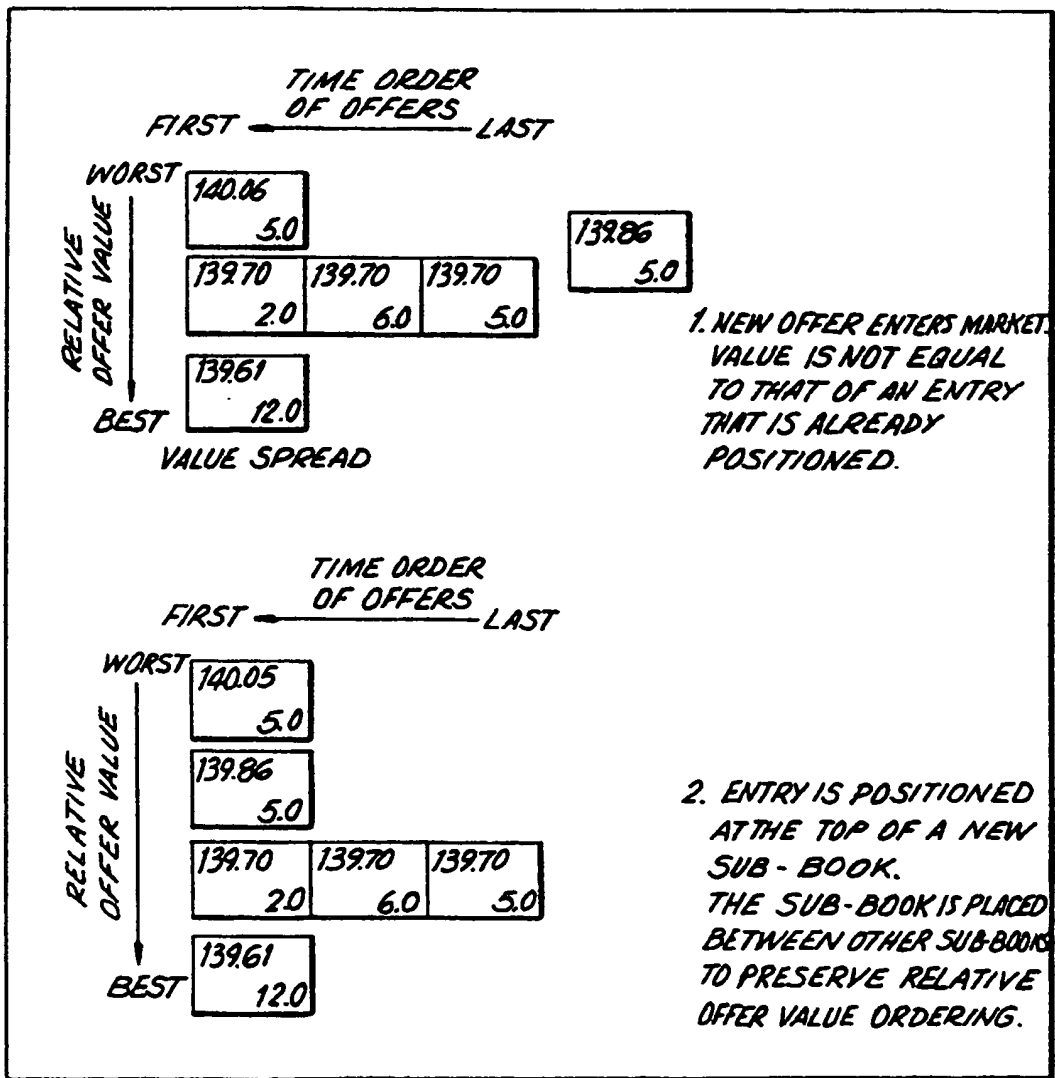 TIME ORDER
OF OFFERS
FIRST LAST
WORST
RELATIVE
OFFER VALUE
140.06
5.0
139.70 139.70 139.70
2.0 6.0 5.0
139.61
12.0
BEST
VALUE SPREAD
139.86
5.0
1. NEW OFFER ENTERS MARKET.
VALUE IS NOT EQUAL
TO THAT OF AN ENTRY
THAT IS ALREADY
POSITIONED.
TIME ORDER
OF OFFERS
FIRST LAST
WORST
RELATIVE
OFFER VALUE
140.05
5.0
139.86
5.0
139.70 139.70 139.70
2.0 6.0 5.0
139.61
12.0
BEST
2. ENTRY IS POSITIONED
AT THE TOP OF A NEW
SUB-BOOK.
THE SUB-BOOK IS PLACED
BETWEEN OTHER SUB-BOOKS
TO PRESERVE RELATIVE
OFFER VALUE ORDERING.